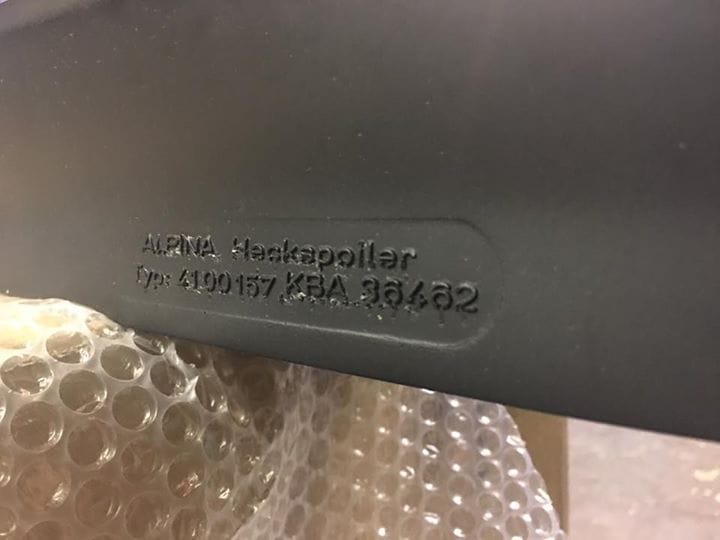 ALPINA Heckspoiler
Typ: 4100157 KBA 36462